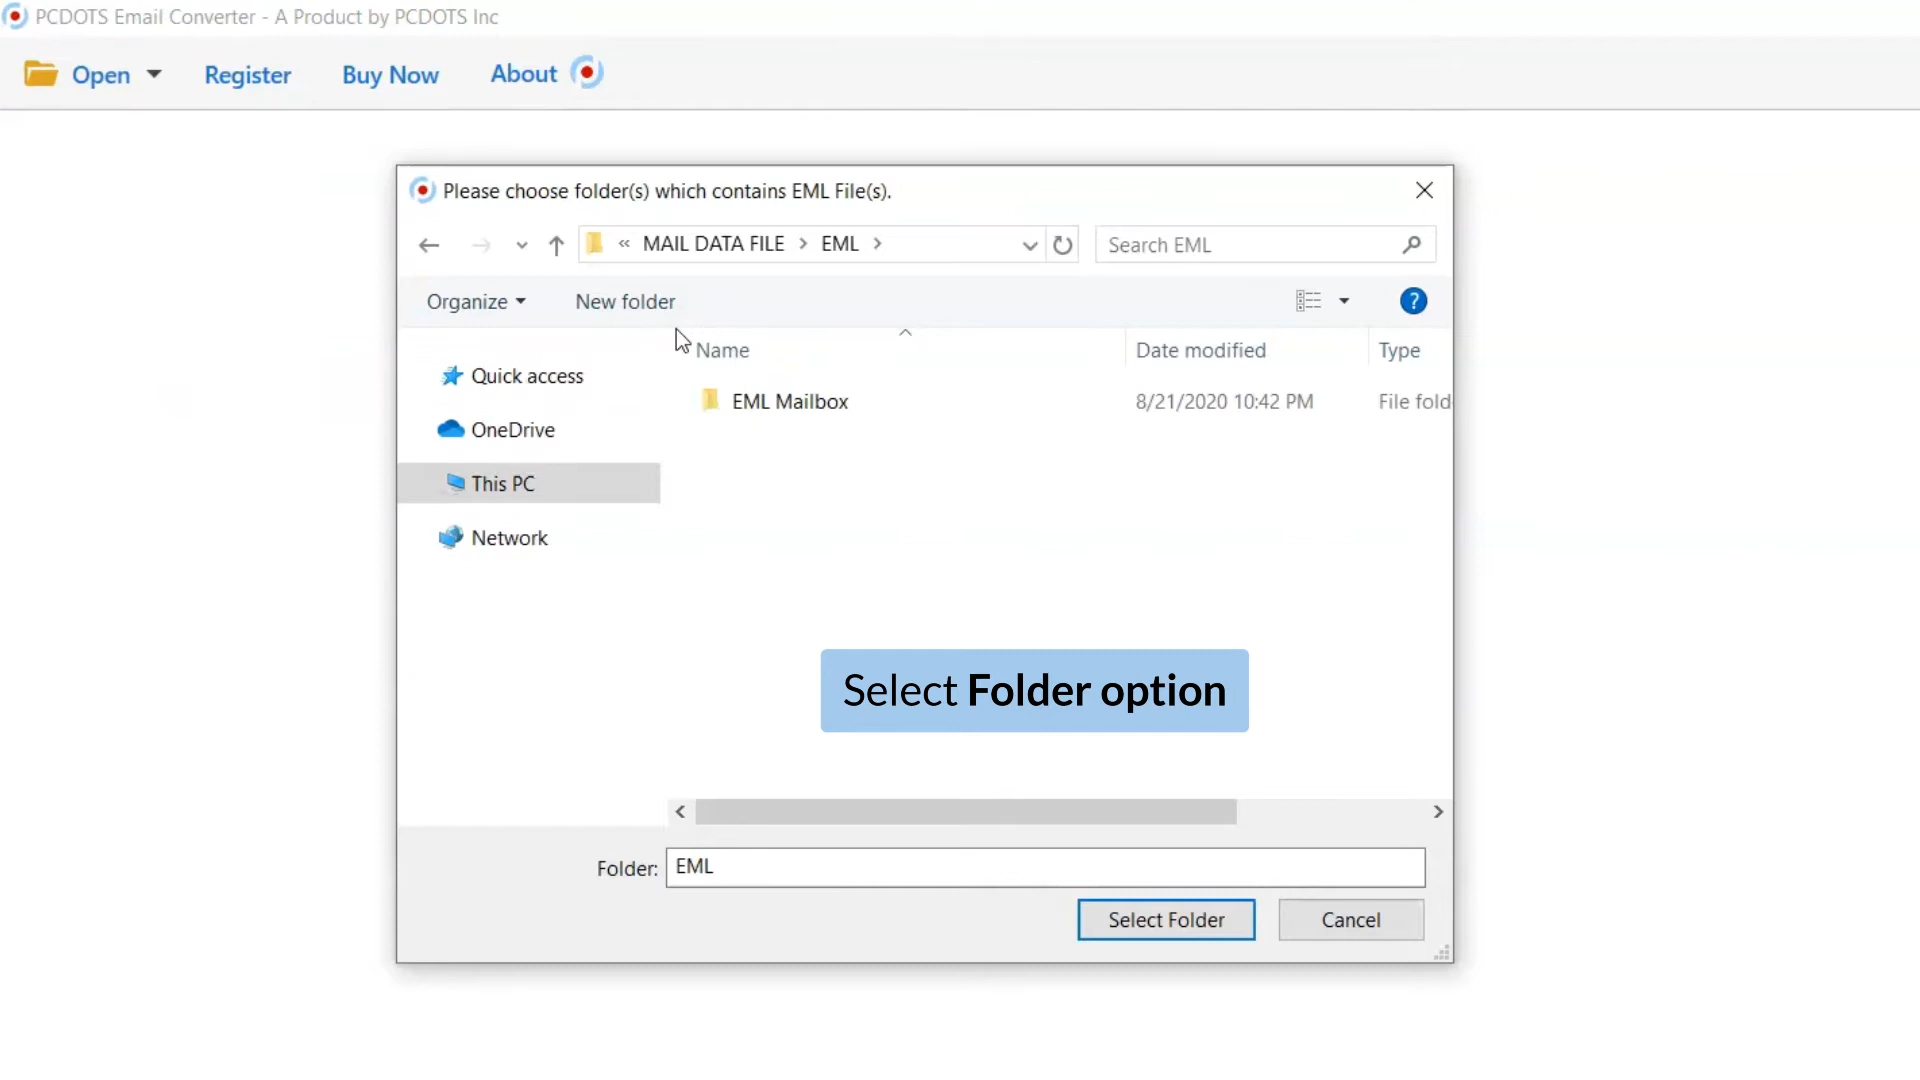 PCDOTS Email Converter - A Product by PCDOTS Inc
Open Register Buy Now About
Please choose folder(s) which contains EML File(s).
« MAIL DATA FILE > EML > Search EML
Organize New folder ?
Name Date modified Type
Quick access
EML Mailbox 8/21/2020 10:42 PM File fold
OneDrive
This PC
Network
Select Folder option
Folder: EML
Select Folder Cancel